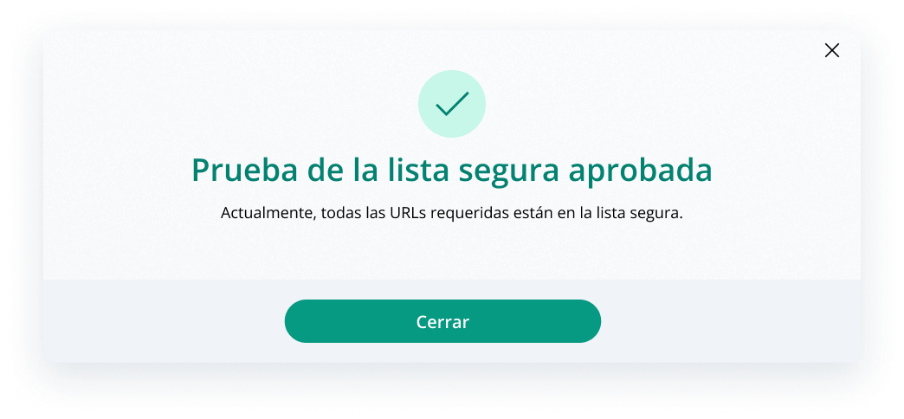 Prueba de la lista segura aprobada
Actualmente, todas las URLs requeridas están en la lista segura.
Cerrar